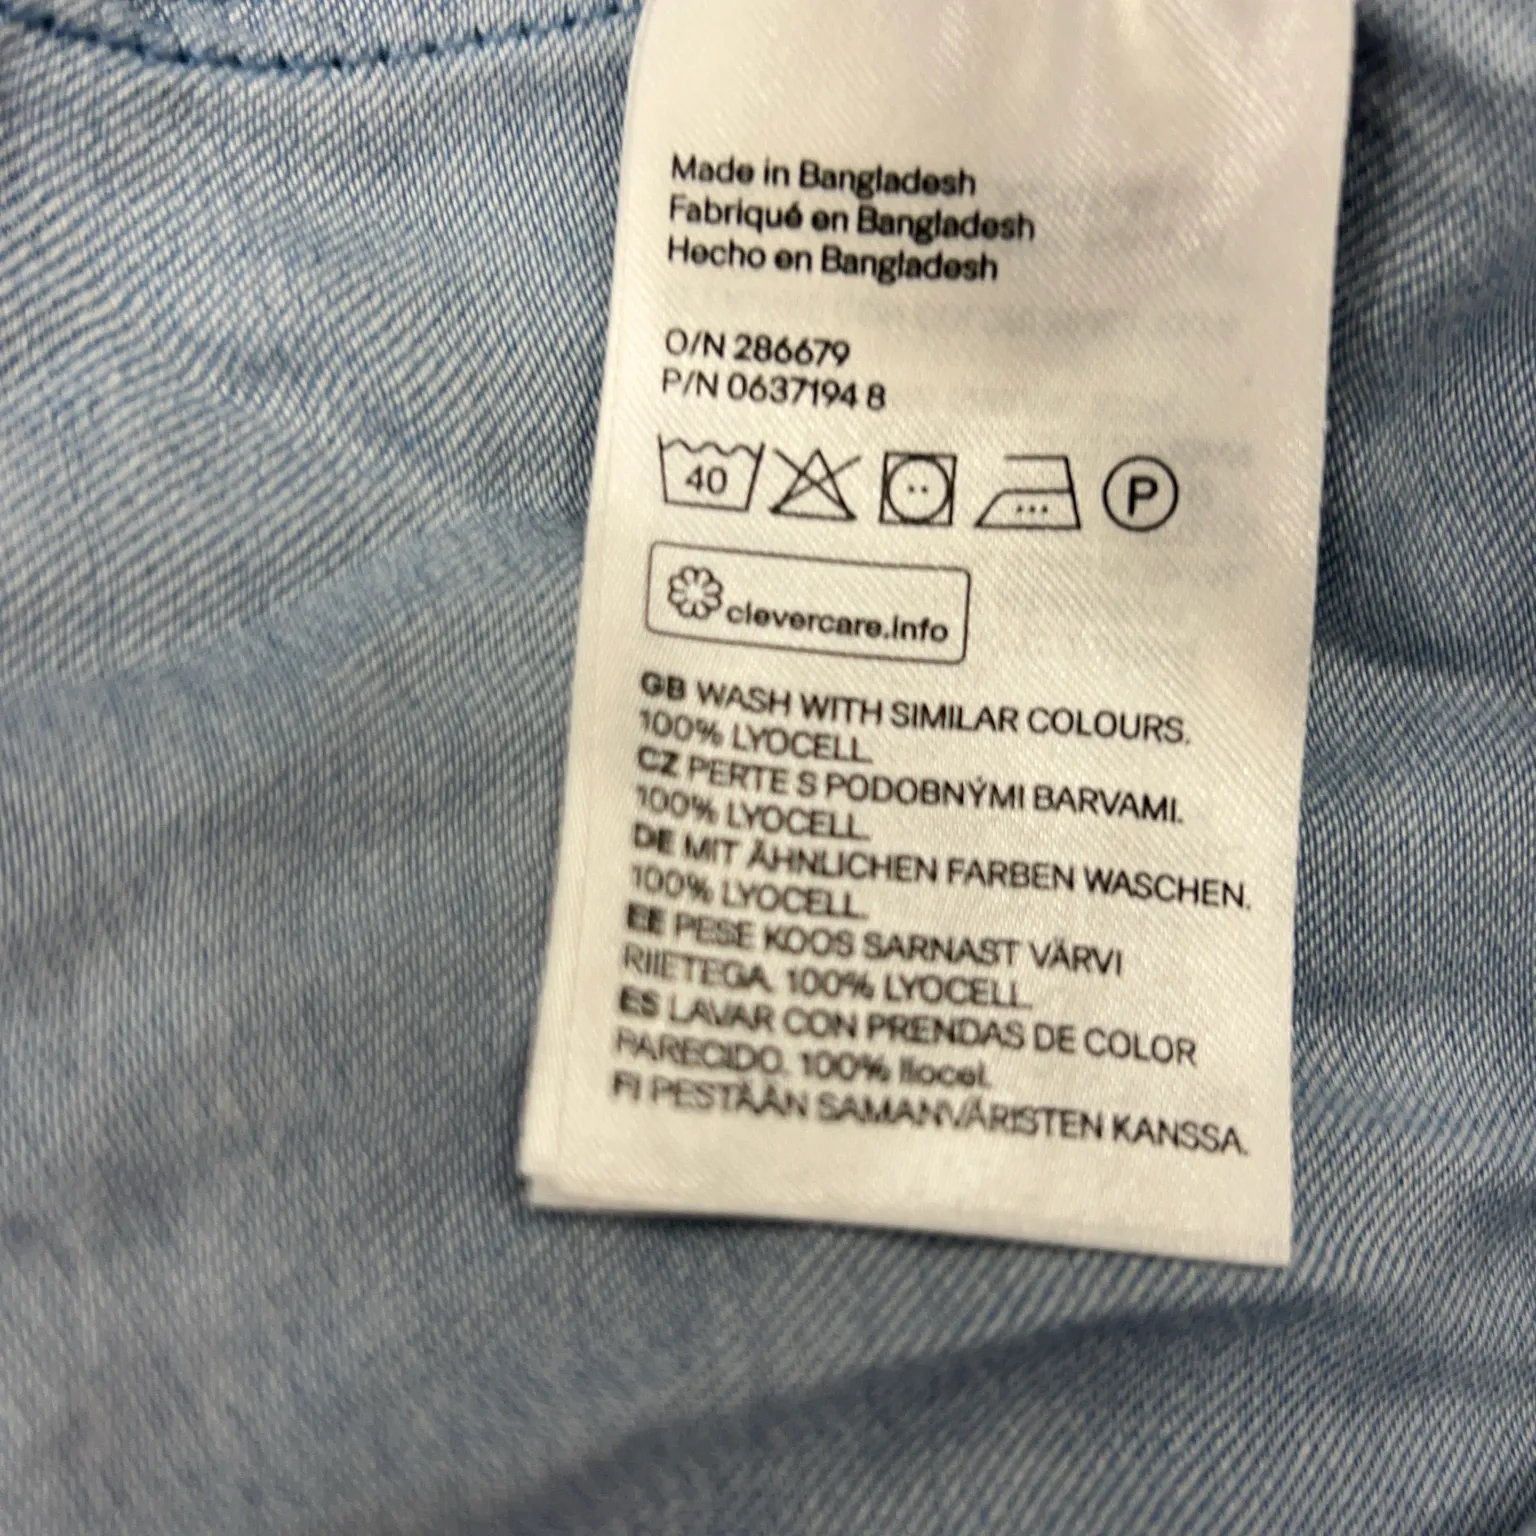 Made in Bangladesh
Fabriqué en Bangladesh
Hecho en Bangladesh
O/N 286679
P/N 0637194 8
40
P
clevercare.info
GB WASH WITH SIMILAR COLOURS.
100% LYOCELL
CZ PERTE S PODOBNÝMI BARVAMI.
100% LYOCELL
DE MIT ÄHNLICHEN FARBEN WASCHEN.
100% LYOCELL
EE PESE KOOS SARNAST VÄRVI
RIIETEGA. 100% LYOCELL
ES LAVAR CON PRENDAS DE COLOR
PARECIDO. 100% liocel.
FI PESTÄÄN SAMANVÄRISTEN KANSSA.